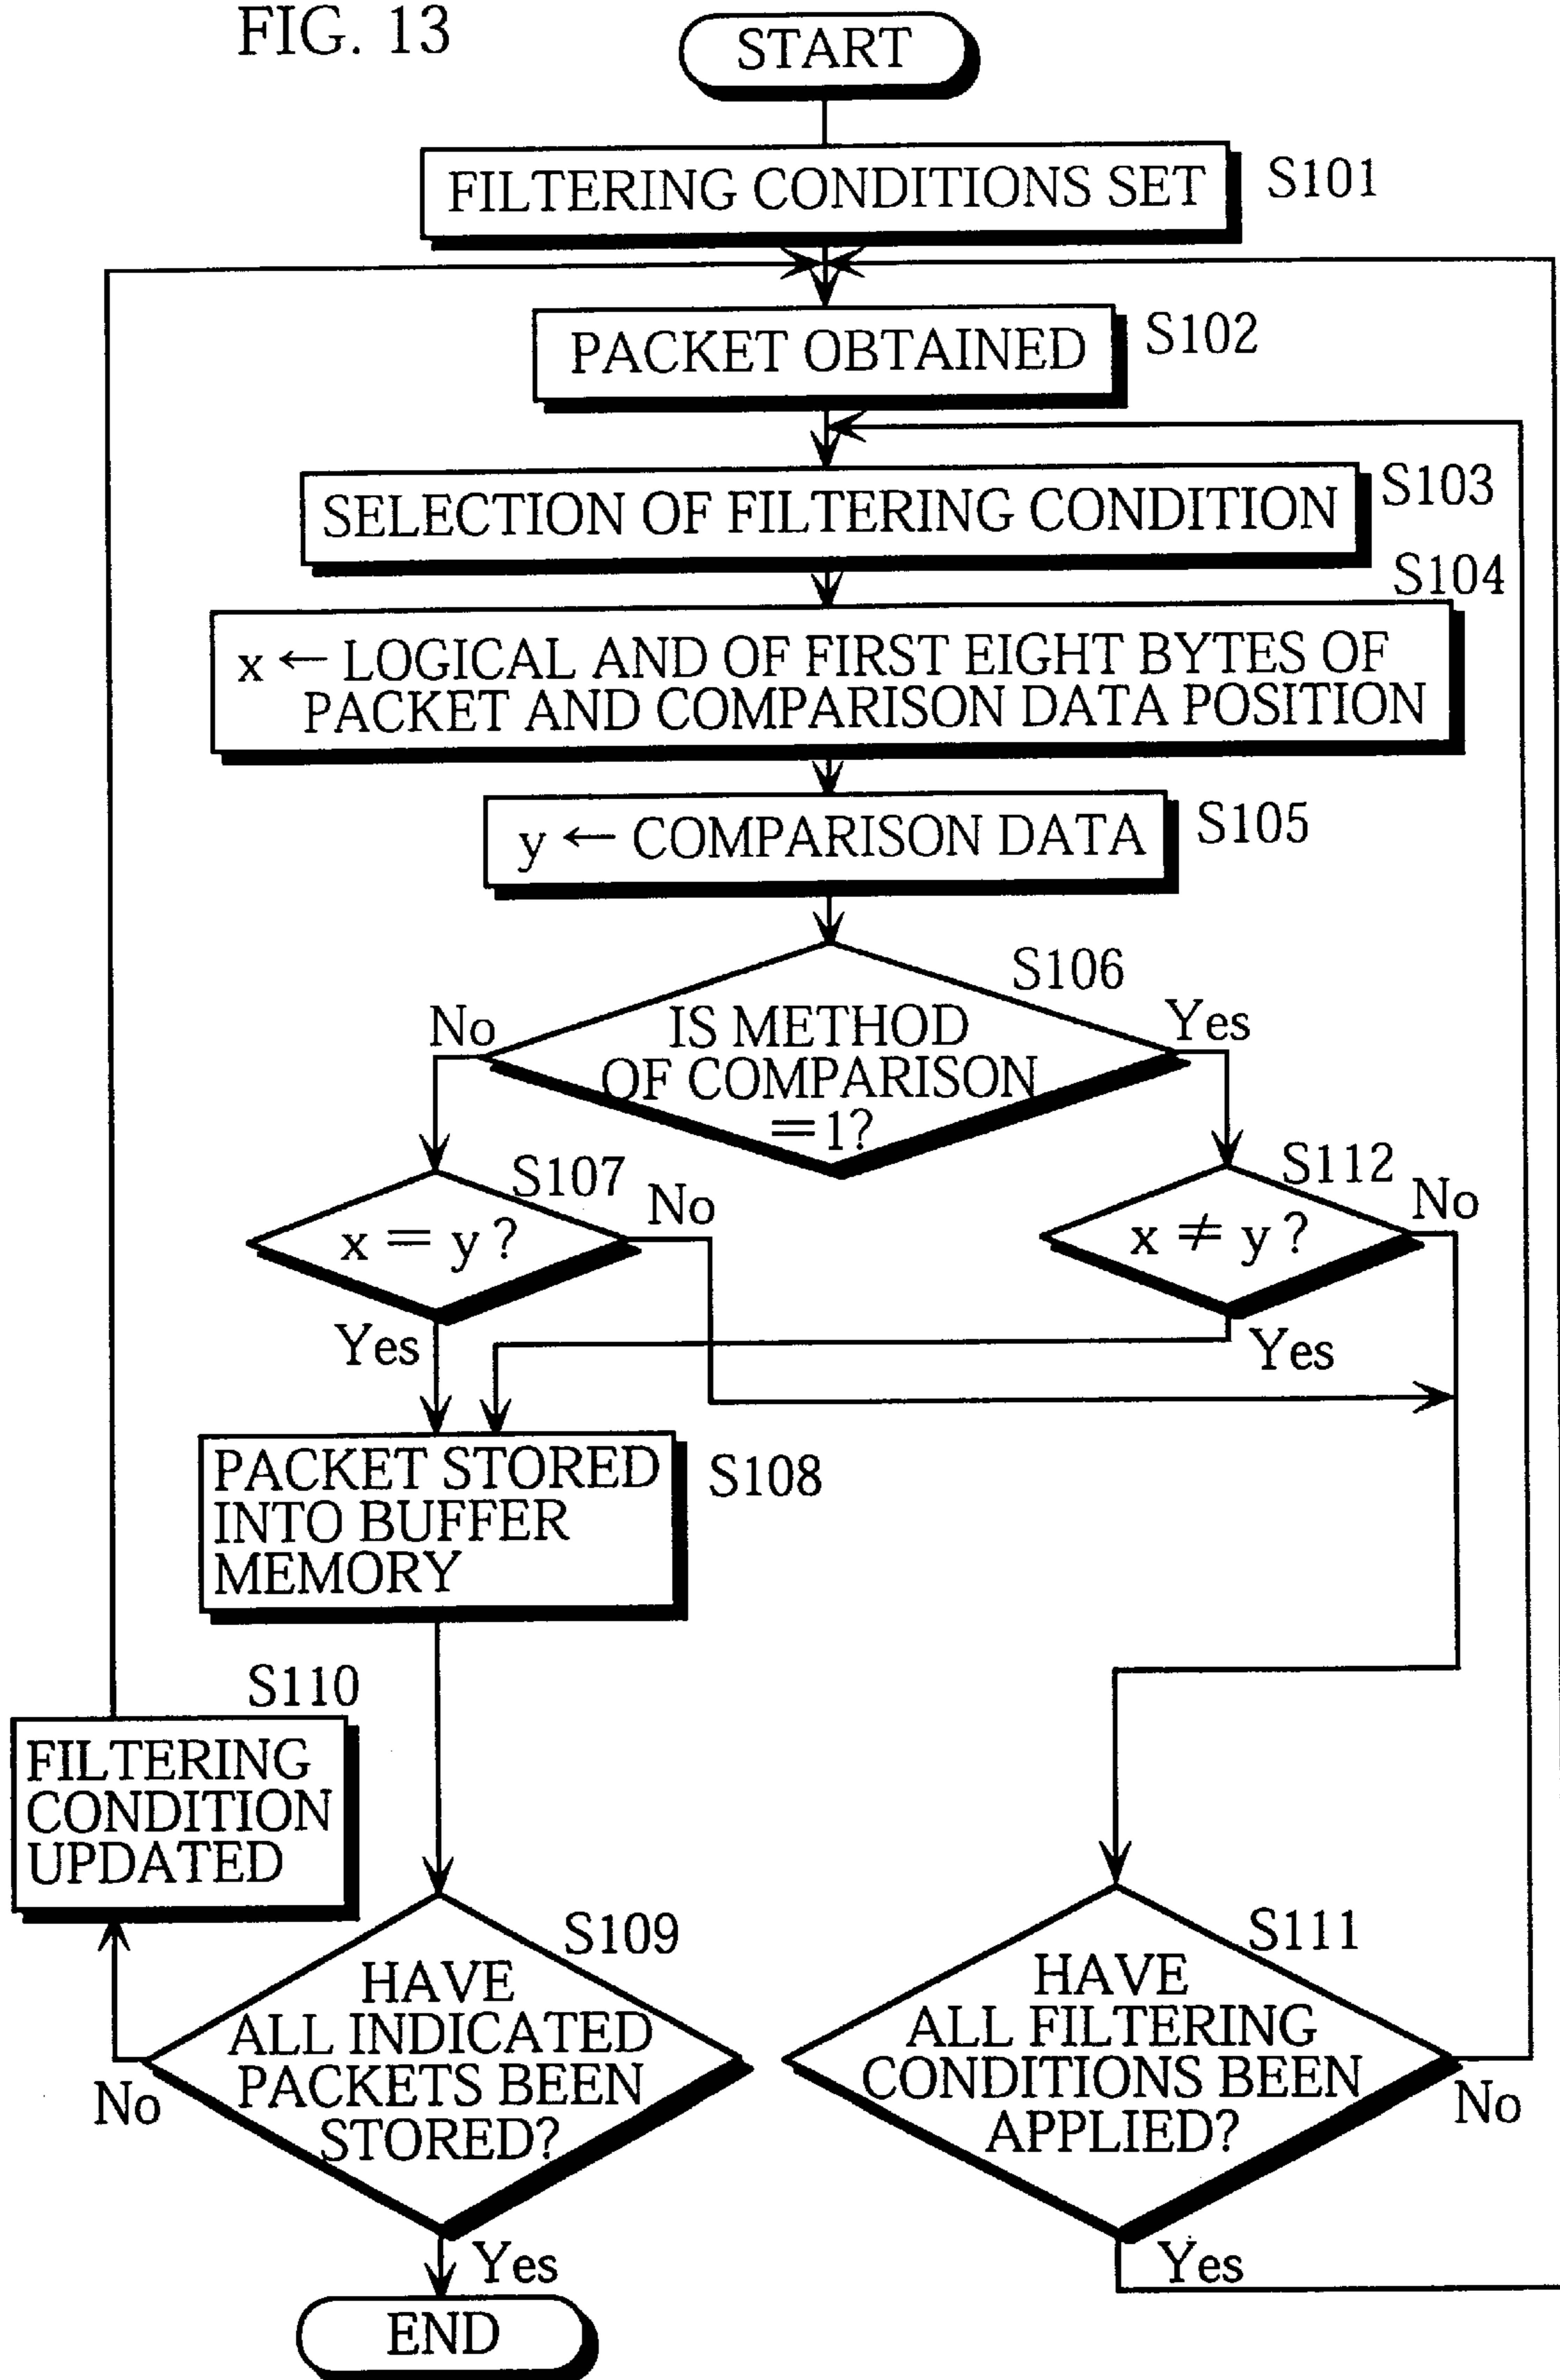 FIG. 13
START
FILTERING CONDITIONS SET
S101
PACKET OBTAINED
S102
SELECTION OF FILTERING CONDITION
S103
S104
x ← LOGICAL AND OF FIRST EIGHT BYTES OF
PACKET AND COMPARISON DATA POSITION
y ← COMPARISON DATA
S105
S106
No
IS METHOD
OF COMPARISON
=1?
Yes
S107
x = y ?
No
Yes
S112
x ≠ y ?
No
Yes
PACKET STORED
INTO BUFFER
MEMORY
S108
S110
FILTERING
CONDITION
UPDATED
S109
HAVE
ALL INDICATED
PACKETS BEEN
STORED?
No
Yes
S111
HAVE
ALL FILTERING
CONDITIONS BEEN
APPLIED?
No
Yes
END